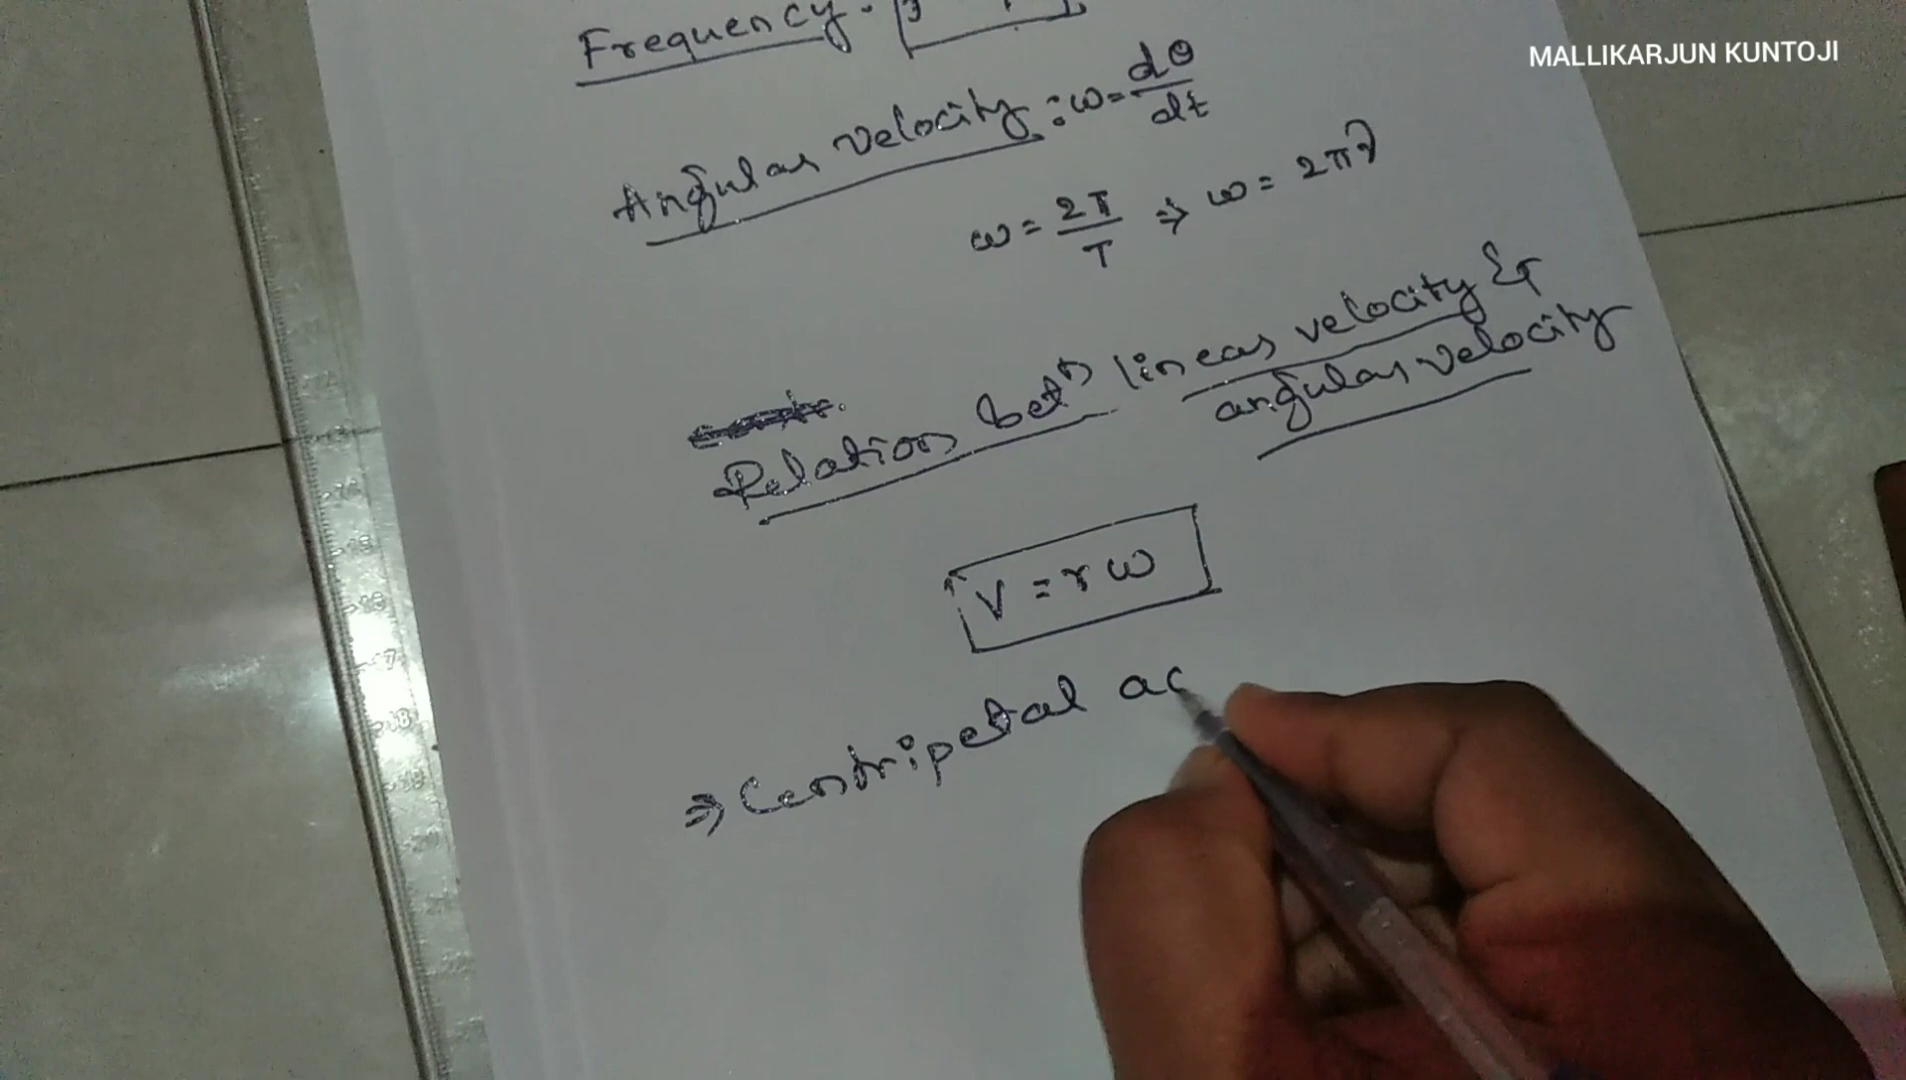 MALLIKARJUN KUNTOJI
Frequency.
Angular velocity : ω = dθ/dt
ω = 2π/T ⇒ ω = 2πν
Relation betn linear velocity &
angular velocity
V = rω
⇒ Centripetal ac